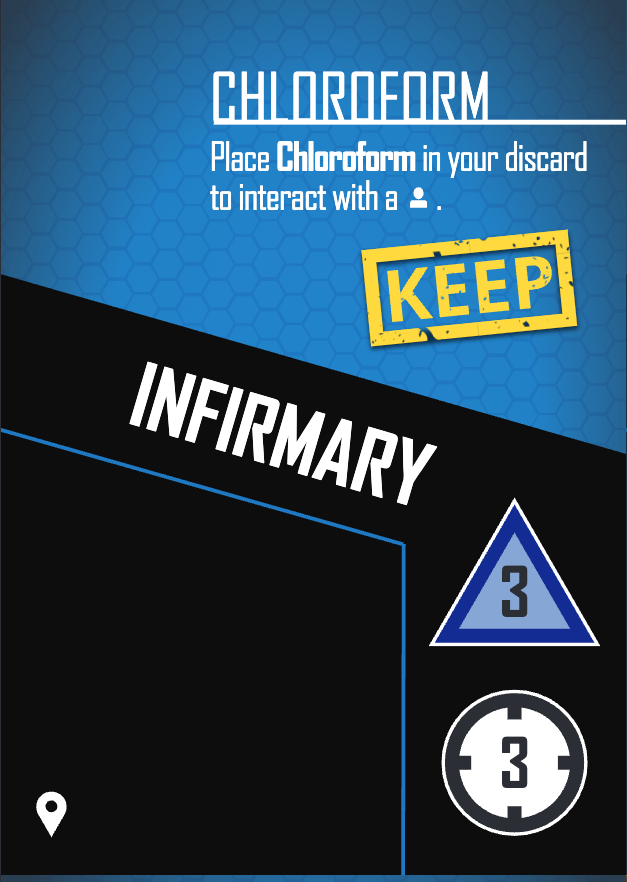 CHLOROFORM
Place Chloroform in your discard
to interact with a .
KEEP
INFIRMARY
3
3